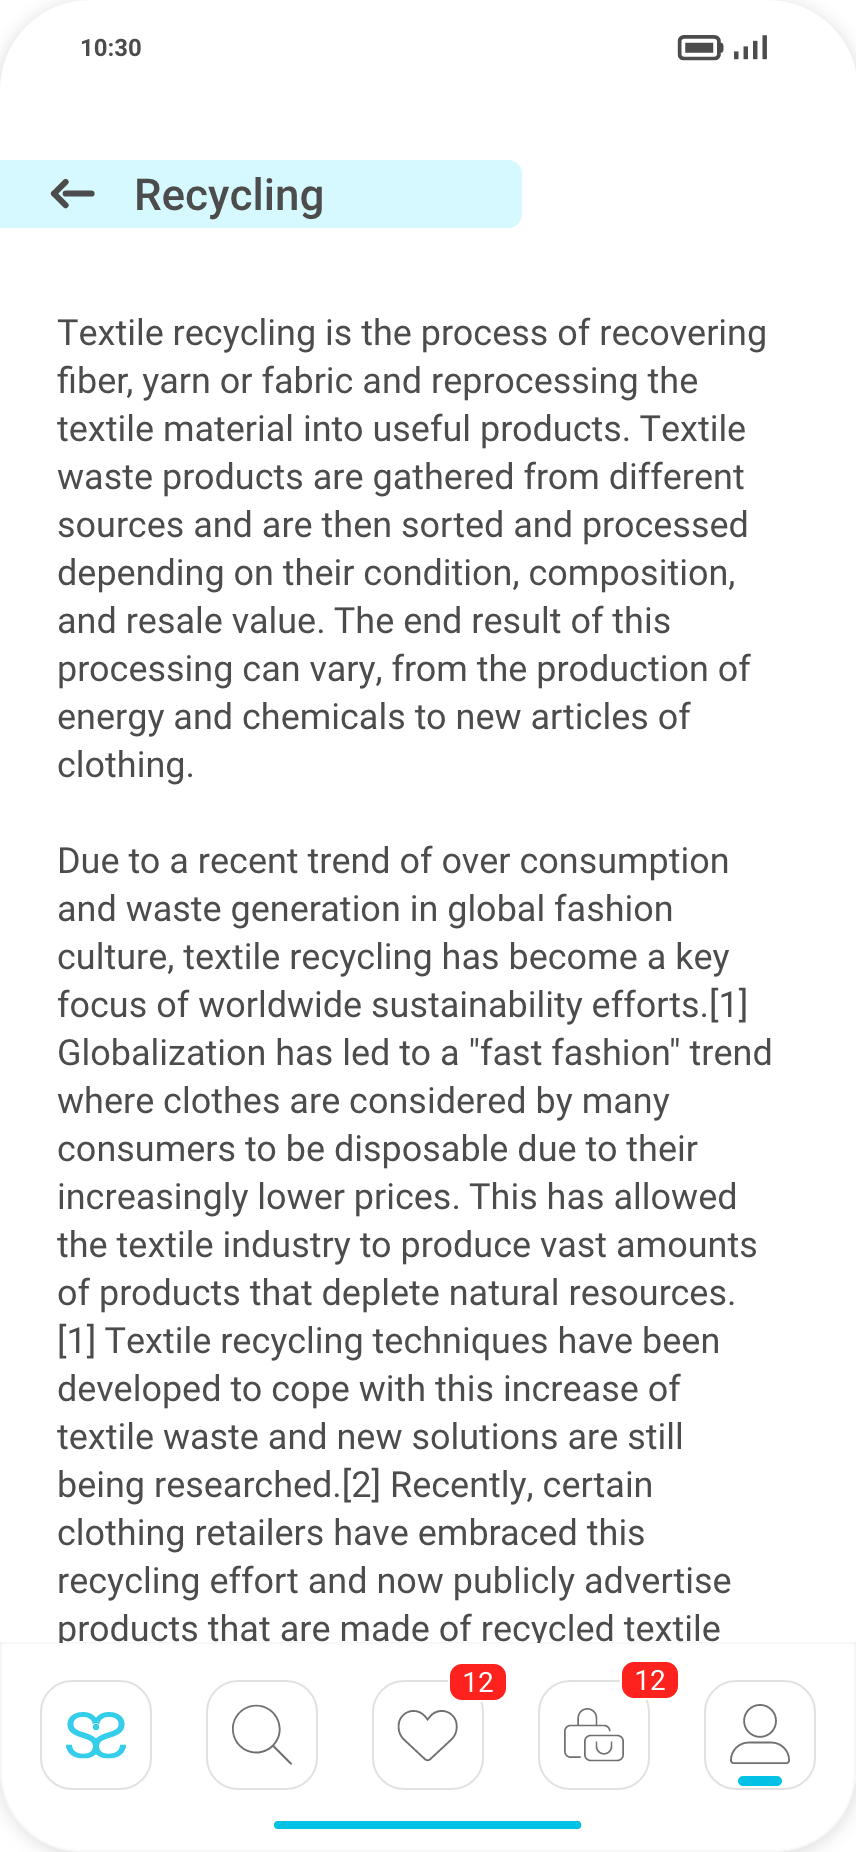 10:30
Recycling
Textile recycling is the process of recovering
fiber, yarn or fabric and reprocessing the
textile material into useful products. Textile
waste products are gathered from different
sources and are then sorted and processed
depending on their condition, composition,
and resale value. The end result of this
processing can vary, from the production of
energy and chemicals to new articles of
clothing.
Due to a recent trend of over consumption
and waste generation in global fashion
culture, textile recycling has become a key
focus of worldwide sustainability efforts.[1]
Globalization has led to a "fast fashion" trend
where clothes are considered by many
consumers to be disposable due to their
increasingly lower prices. This has allowed
the textile industry to produce vast amounts
of products that deplete natural resources.
[1] Textile recycling techniques have been
developed to cope with this increase of
textile waste and new solutions are still
being researched.[2] Recently, certain
clothing retailers have embraced this
recycling effort and now publicly advertise
products that are made of recycled textile
12
12